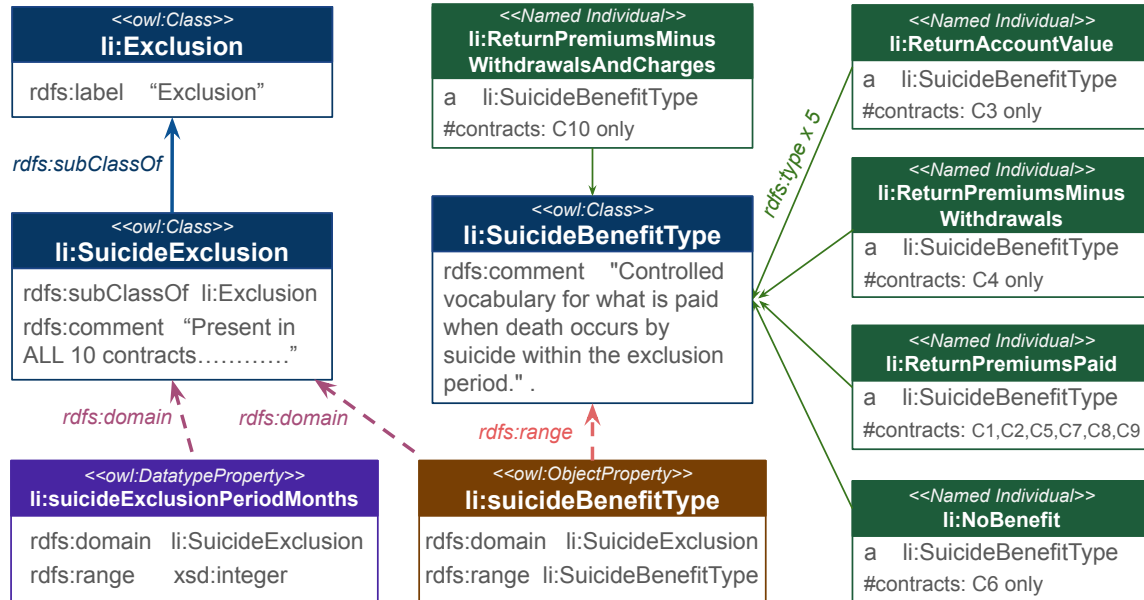 <<owl:Class>>
li:Exclusion
rdfs:label “Exclusion”
rdfs:subClassOf
<<owl:Class>>
li:SuicideExclusion
rdfs:subClassOf li:Exclusion
rdfs:comment “Present in
ALL 10 contracts…………”
rdfs:domain
rdfs:domain
<<owl:DatatypeProperty>>
li:suicideExclusionPeriodMonths
rdfs:domain li:SuicideExclusion
rdfs:range xsd:integer
<<Named Individual>>
li:ReturnPremiumsMinus
WithdrawalsAndCharges
a li:SuicideBenefitType
#contracts: C10 only
<<owl:Class>>
li:SuicideBenefitType
rdfs:comment "Controlled
vocabulary for what is paid
when death occurs by
suicide within the exclusion
period." .
rdfs:range
<<owl:ObjectProperty>>
li:suicideBenefitType
rdfs:domain li:SuicideExclusion
rdfs:range li:SuicideBenefitType
rdfs:type x 5
<<Named Individual>>
li:ReturnAccountValue
a li:SuicideBenefitType
#contracts: C3 only
<<Named Individual>>
li:ReturnPremiumsMinus
Withdrawals
a li:SuicideBenefitType
#contracts: C4 only
<<Named Individual>>
li:ReturnPremiumsPaid
a li:SuicideBenefitType
#contracts: C1,C2,C5,C7,C8,C9
<<Named Individual>>
li:NoBenefit
a li:SuicideBenefitType
#contracts: C6 only